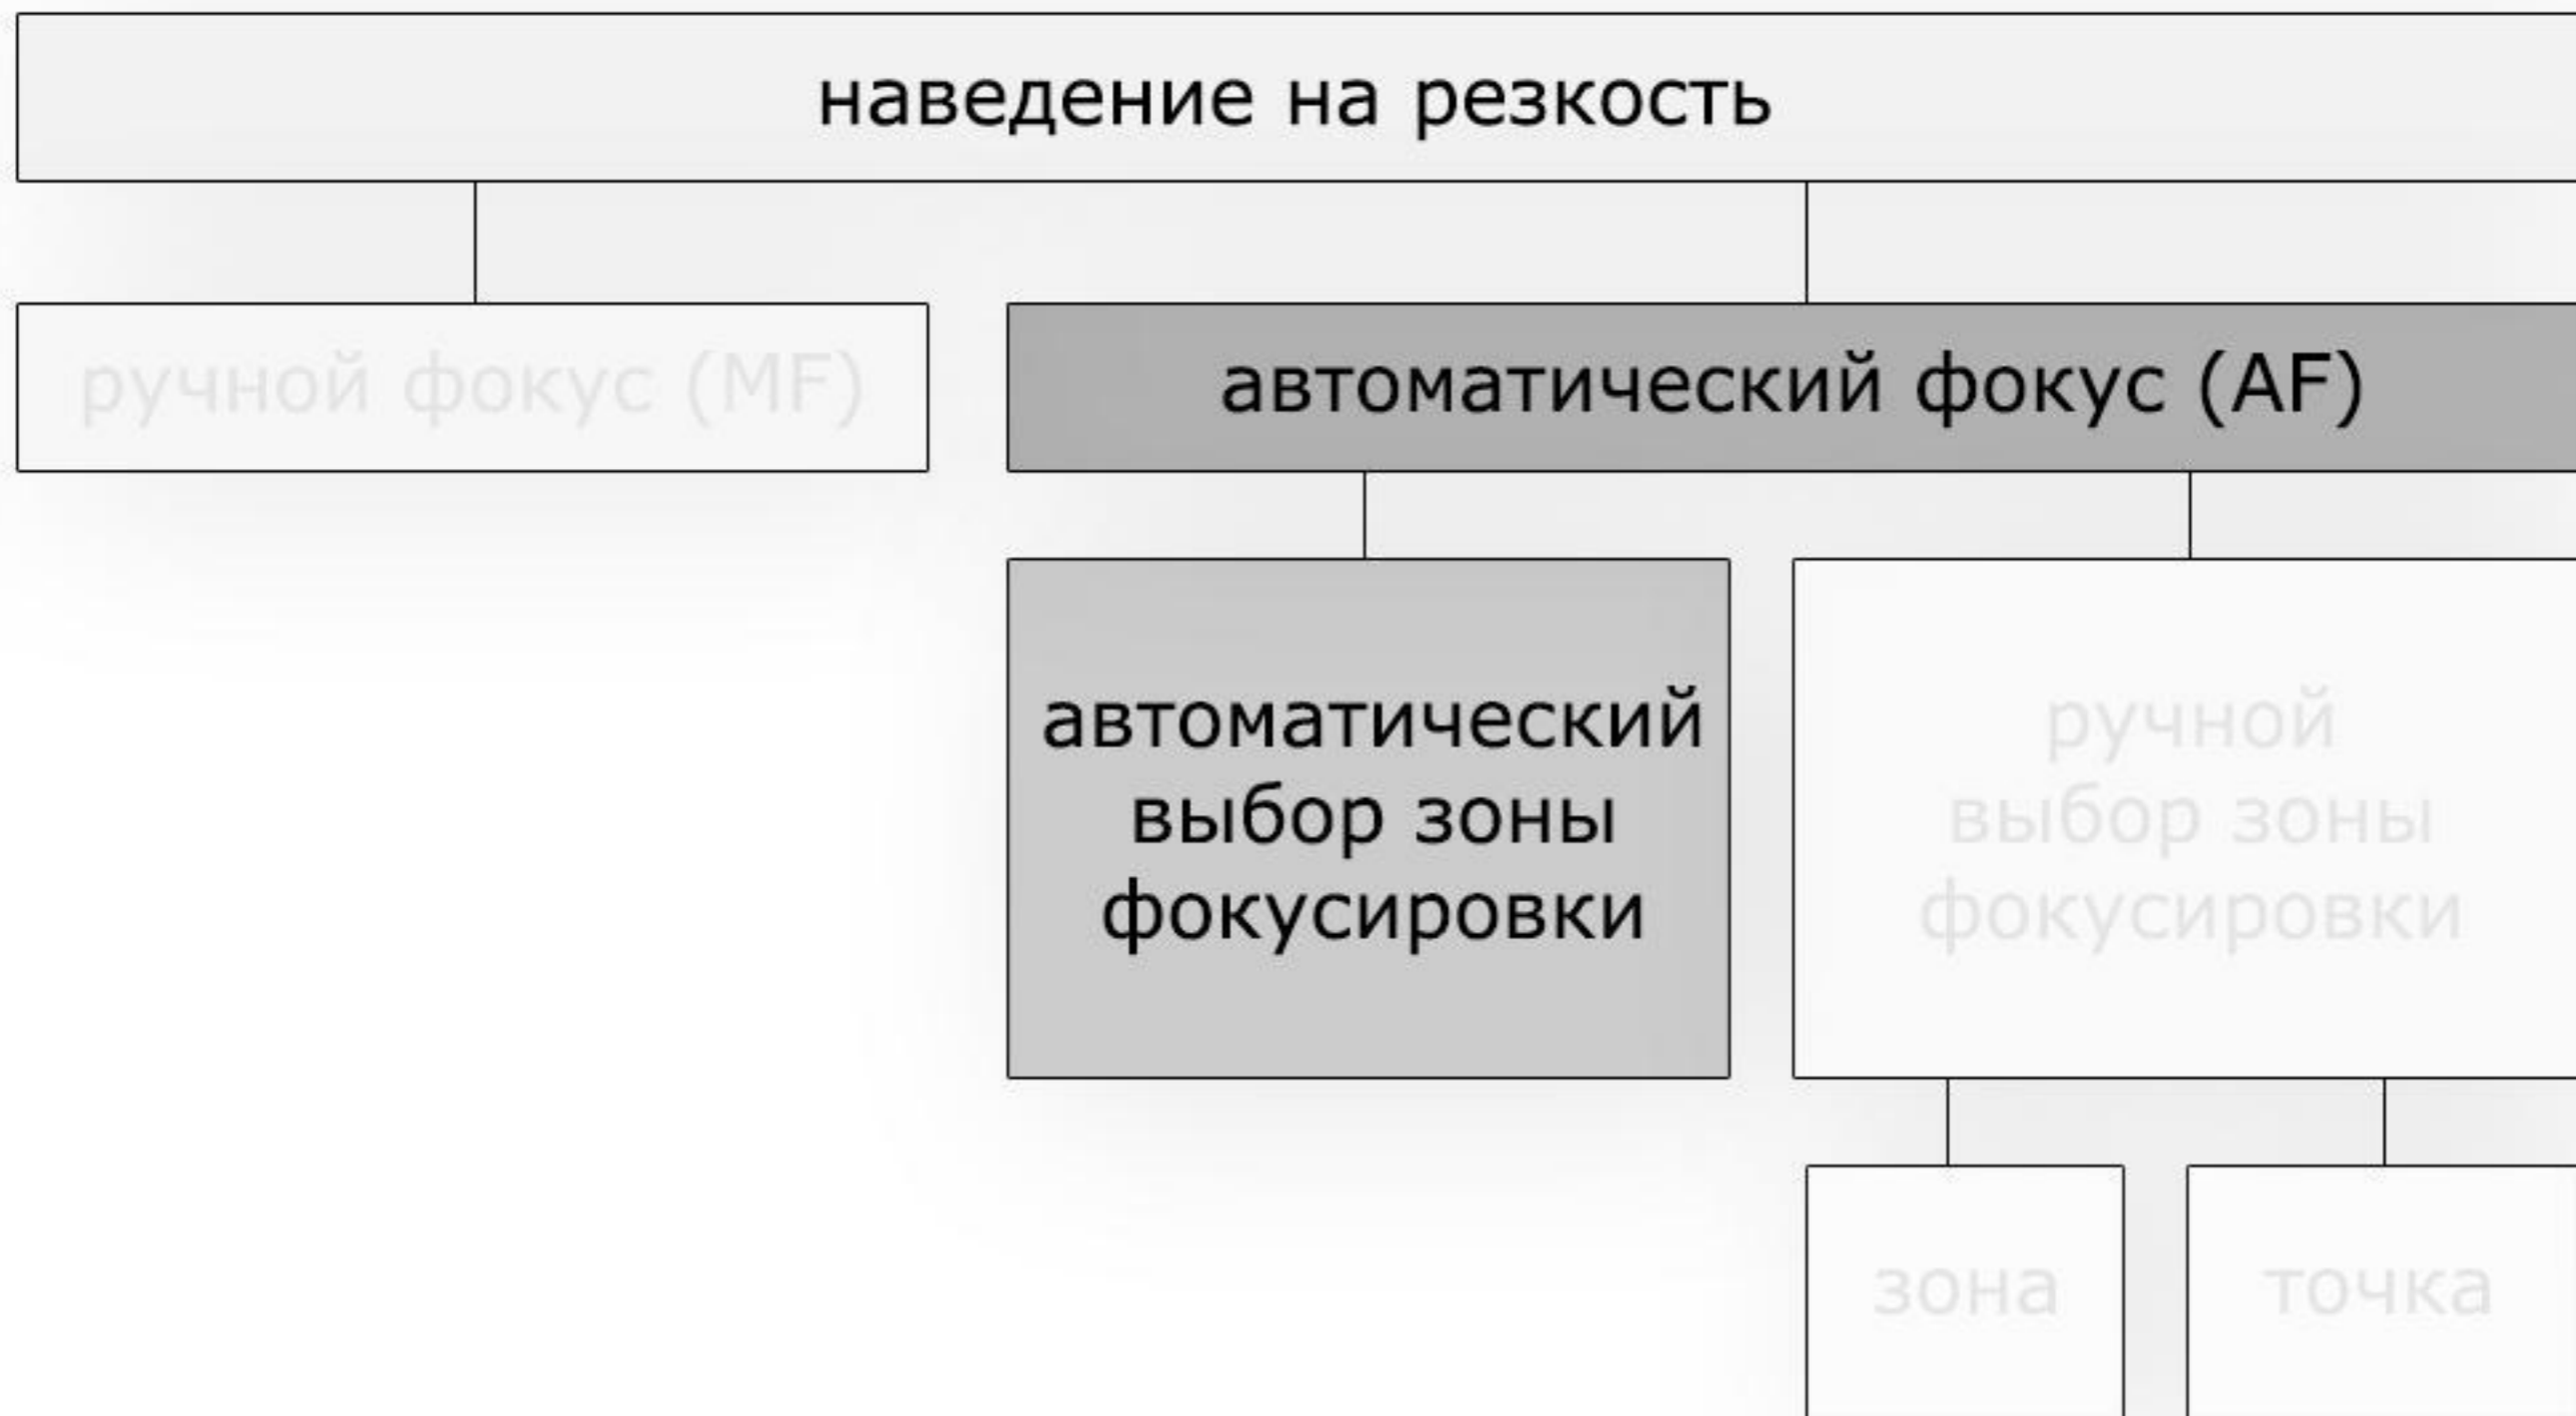 наведение на резкость
ручной фокус (MF)
автоматический фокус (AF)
автоматический
выбор зоны
фокусировки
ручной
выбор зоны
фокусировки
зона
точка